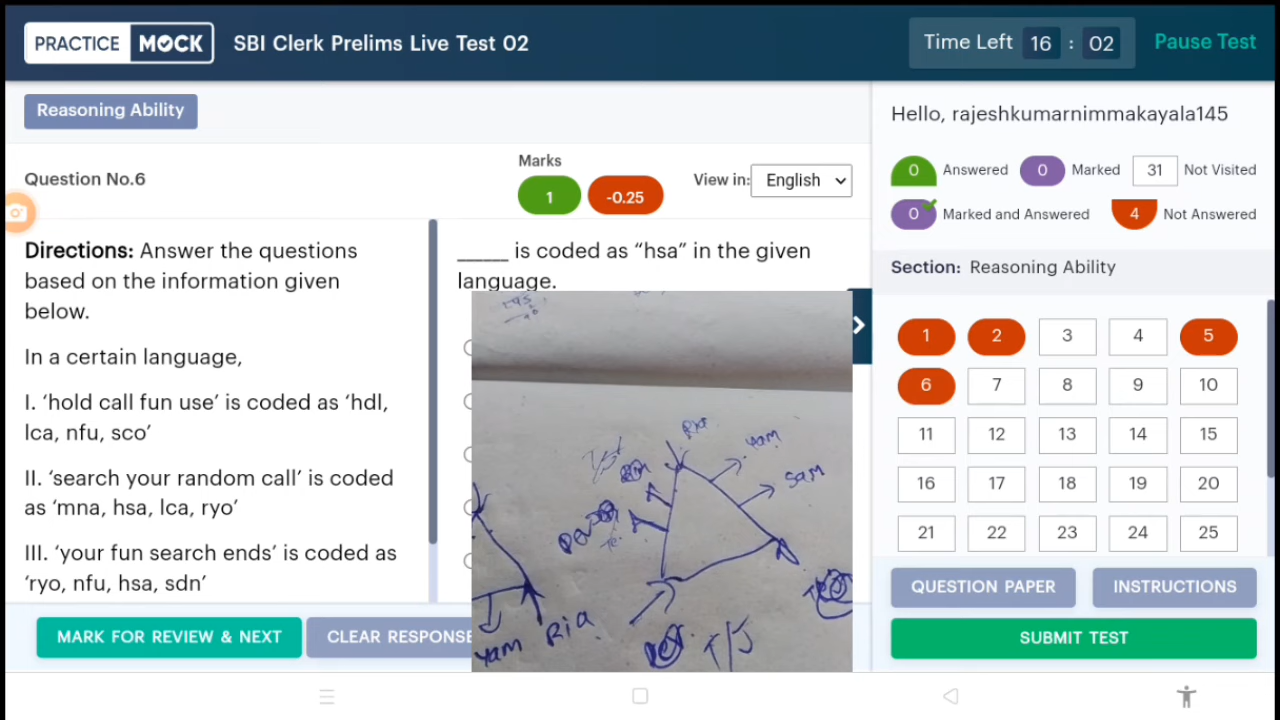 PRACTICE MOCK SBI Clerk Prelims Live Test 02
Time Left 16 : 02 Pause Test
Reasoning Ability
Question No.6
Marks
1 -0.25
View in: English
Directions: Answer the questions
based on the information given
below.
In a certain language,
I. ‘hold call fun use’ is coded as ‘hdl,
lca, nfu, sco’
II. ‘search your random call’ is coded
as ‘mna, hsa, lca, ryo’
III. ‘your fun search ends’ is coded as
‘ryo, nfu, hsa, sdn’
_____ is coded as “hsa” in the given
language.
Ria
Yam
Sam
T/J
Yam Ria
MARK FOR REVIEW & NEXT
CLEAR RESPONSE
Hello, rajeshkumarnimmakayala145
0 Answered 0 Marked 31 Not Visited
0 Marked and Answered 4 Not Answered
Section: Reasoning Ability
1 2 3 4 5
6 7 8 9 10
11 12 13 14 15
16 17 18 19 20
21 22 23 24 25
QUESTION PAPER INSTRUCTIONS
SUBMIT TEST